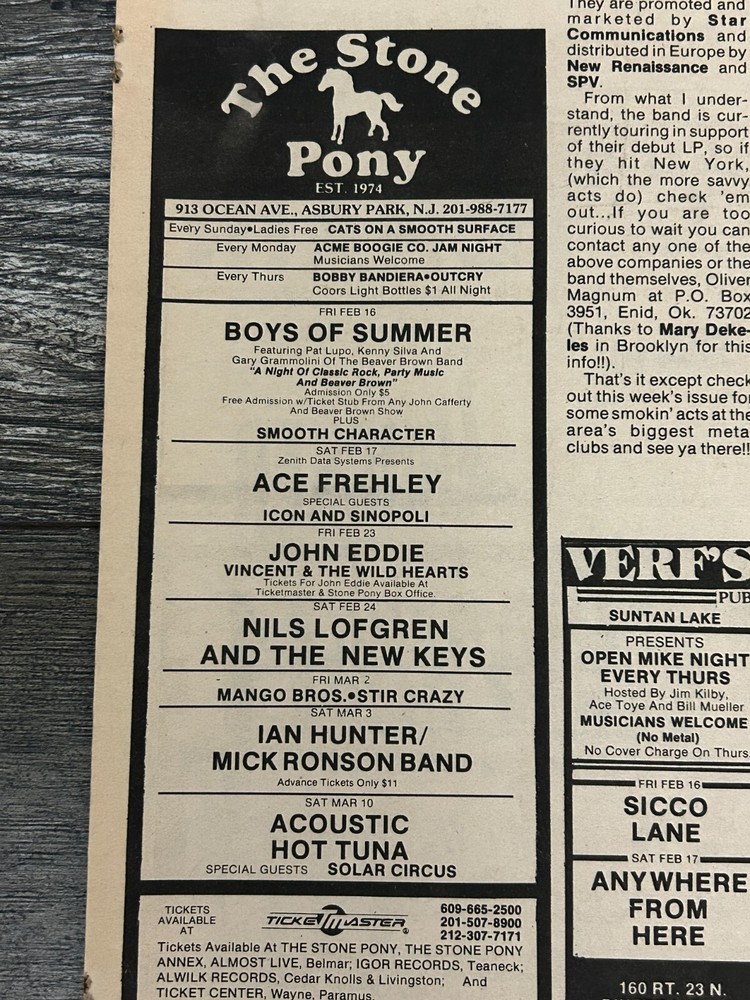 The Stone
Pony
EST. 1974
913 OCEAN AVE., ASBURY PARK, N.J. 201-988-7177
Every Sunday•Ladies Free CATS ON A SMOOTH SURFACE
Every Monday ACME BOOGIE CO. JAM NIGHT
Musicians Welcome
Every Thurs BOBBY BANDIERA•OUTCRY
Coors Light Bottles $1 All Night
FRI FEB 16
BOYS OF SUMMER
Featuring Pat Lupo, Kenny Silva And
Gary Grammolini Of The Beaver Brown Band
"A Night Of Classic Rock, Party Music
And Beaver Brown"
Admission Only $5
Free Admission w/Ticket Stub From Any John Cafferty
And Beaver Brown Show
PLUS
SMOOTH CHARACTER
SAT FEB 17
Zenith Data Systems Presents
ACE FREHLEY
SPECIAL GUESTS
ICON AND SINOPOLI
FRI FEB 23
JOHN EDDIE
VINCENT & THE WILD HEARTS
Tickets For John Eddie Available At
Ticketmaster & Stone Pony Box Office.
SAT FEB 24
NILS LOFGREN
AND THE NEW KEYS
FRI MAR 2
MANGO BROS.•STIR CRAZY
SAT MAR 3
IAN HUNTER/
MICK RONSON BAND
Advance Tickets Only $11
SAT MAR 10
ACOUSTIC
HOT TUNA
SPECIAL GUESTS SOLAR CIRCUS
TICKETS
AVAILABLE
AT
TICKETMASTER
609-665-2500
201-507-8900
212-307-7171
Tickets Available At THE STONE PONY, THE STONE PONY
ANNEX, ALMOST LIVE, Belmar; IGOR RECORDS, Teaneck;
ALWILK RECORDS, Cedar Knolls & Livingston; And
TICKET CENTER, Wayne, Paramus.
They are promoted and
marketed by Star
Communications and
distributed in Europe by
New Renaissance and
SPV.
From what I under-
stand, the band is cur-
rently touring in support
of their debut LP, so if
they hit New York,
(which the more savvy
acts do) check 'em
out...If you are too
curious to wait you can
contact any one of the
above companies or the
band themselves, Oliver
Magnum at P.O. Box
3951, Enid, Ok. 73702
(Thanks to Mary Deke-
les in Brooklyn for this
info!!).
That's it except check
out this week's issue for
some smokin' acts at the
area's biggest metal
clubs and see ya there!!
VERF'S
PUB
SUNTAN LAKE
PRESENTS
OPEN MIKE NIGHT
EVERY THURS
Hosted By Jim Kilby,
Ace Toye And Bill Mueller
MUSICIANS WELCOME
(No Metal)
No Cover Charge On Thurs.
FRI FEB 16
SICCO
LANE
SAT FEB 17
ANYWHERE
FROM
HERE
160 RT. 23 N.